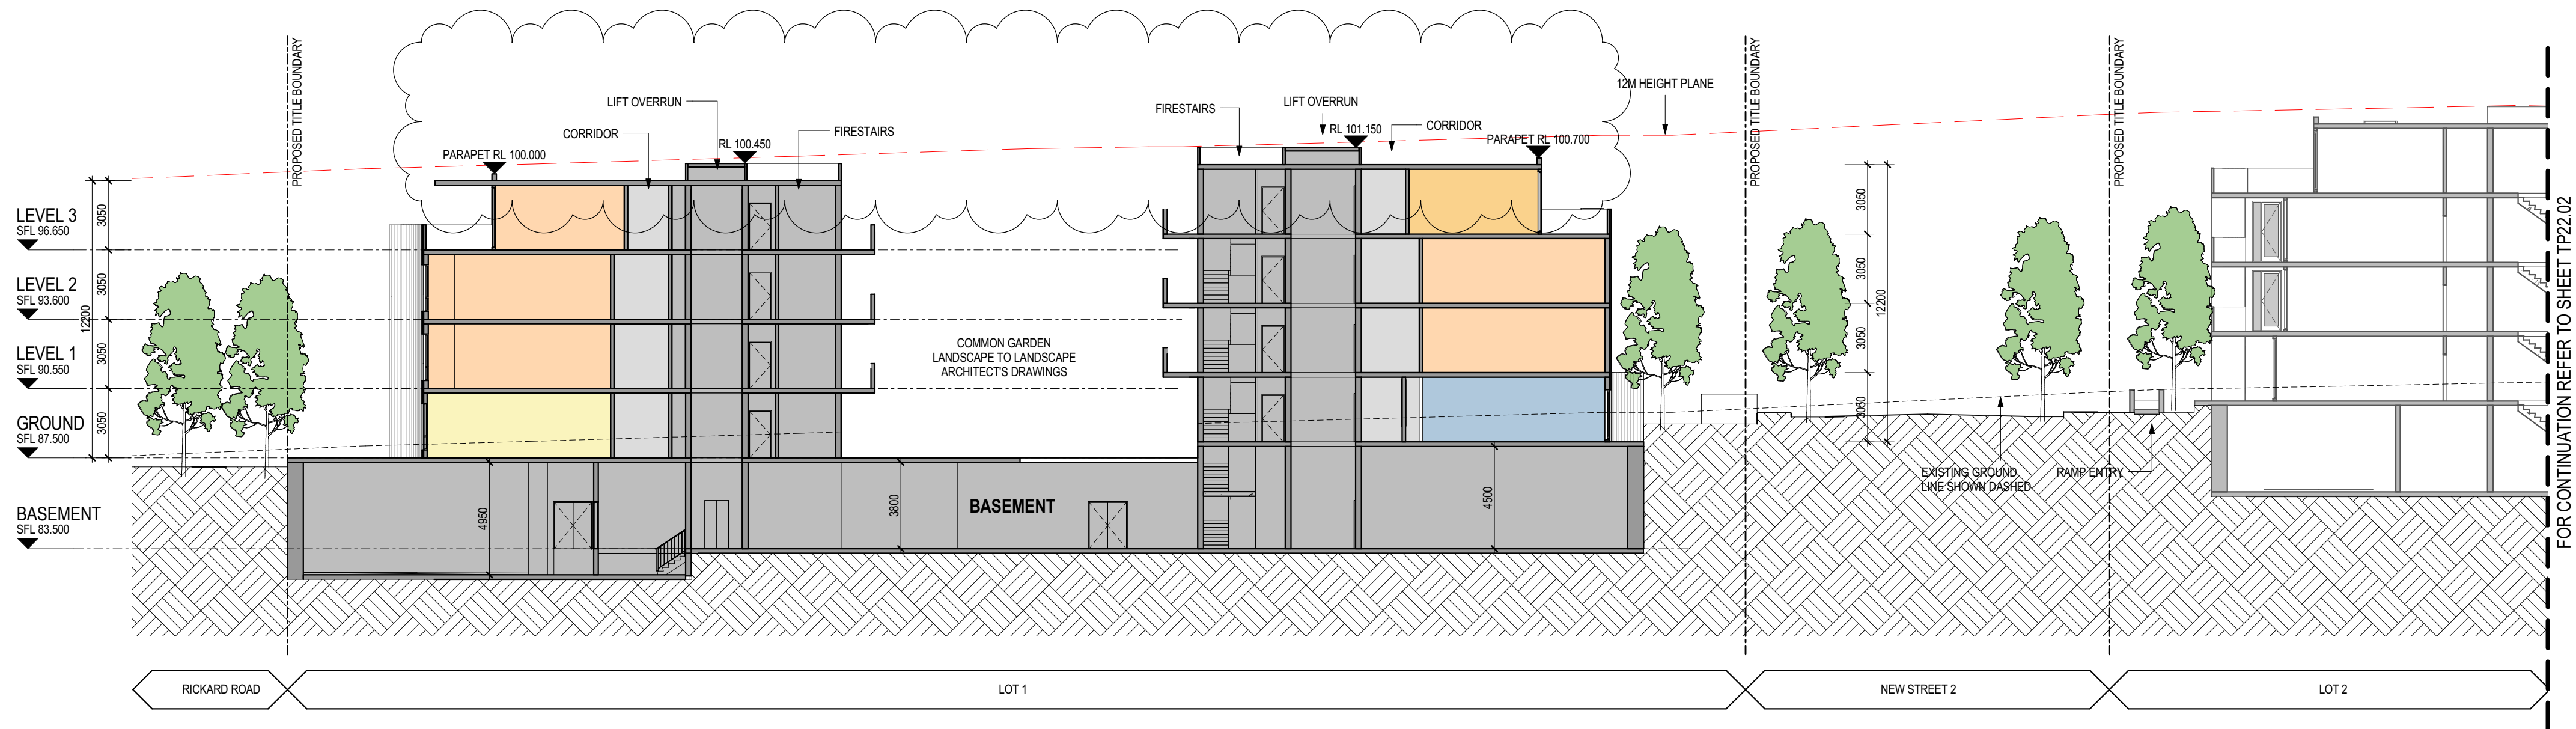 PROPOSED TITLE BOUNDARY
LIFT OVERRUN
CORRIDOR
FIRESTAIRS
PARAPET RL 100.000
RL 100.450
FIRESTAIRS
LIFT OVERRUN
RL 101.150
CORRIDOR
PARAPET RL 100.700
12M HEIGHT PLANE
PROPOSED TITLE BOUNDARY
PROPOSED TITLE BOUNDARY
LEVEL 3
SFL 96.650
LEVEL 2
SFL 93.600
LEVEL 1
SFL 90.550
GROUND
SFL 87.500
BASEMENT
SFL 83.500
12200
3050
3050
3050
3050
COMMON GARDEN
LANDSCAPE TO LANDSCAPE
ARCHITECT'S DRAWINGS
4950
3800
BASEMENT
4500
3050
3050
3050
3050
12200
EXISTING GROUND
LINE SHOWN DASHED
RAMP ENTRY
FOR CONTINUATION REFER TO SHEET TP22.02
RICKARD ROAD
LOT 1
NEW STREET 2
LOT 2